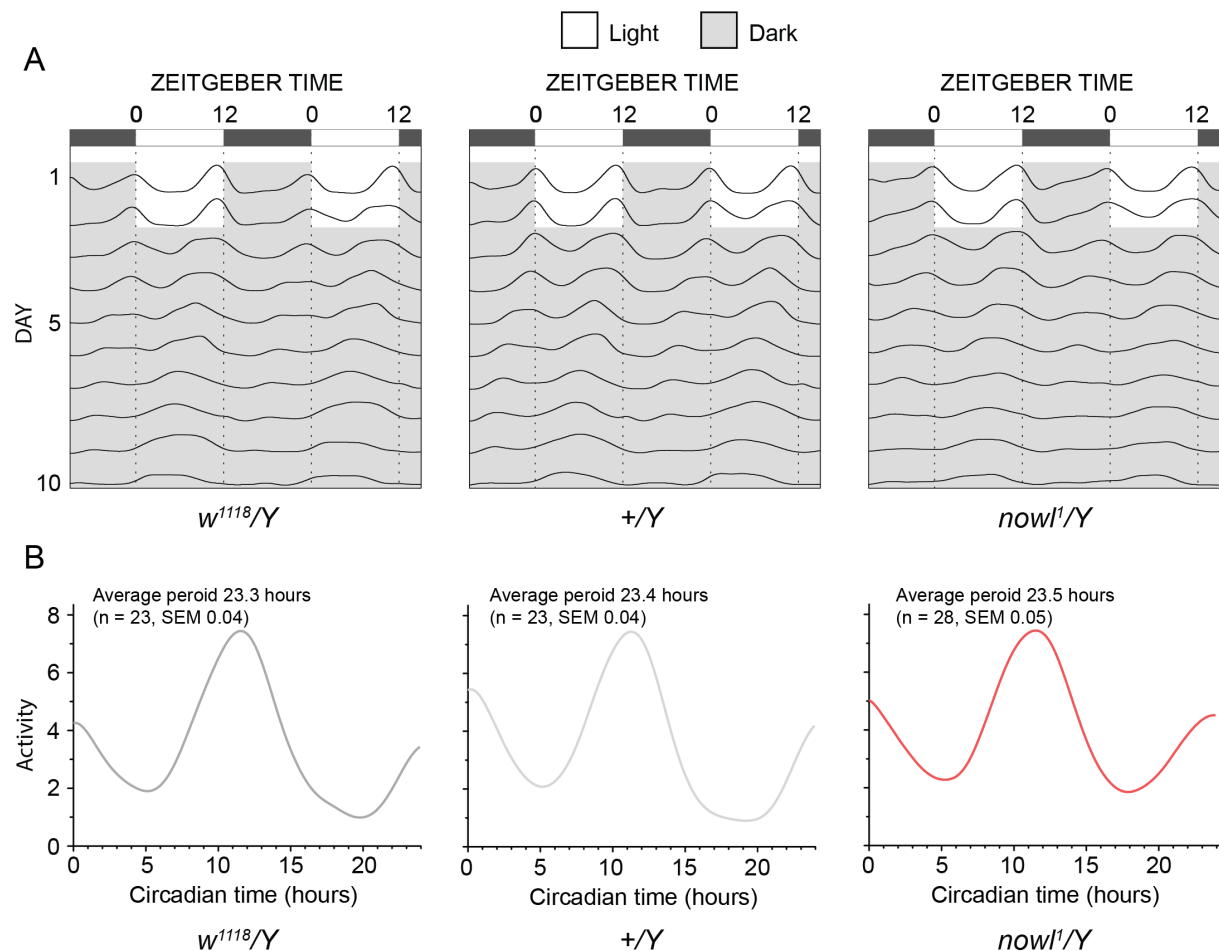 Light Dark
A
ZEITGEBER TIME ZEITGEBER TIME ZEITGEBER TIME
0 12 0 12 0 12 0 12 0 12 0 12
DAY
1
5
10
w¹¹¹⁸/Y +/Y nowl¹/Y
B
Average peroid 23.3 hours
(n = 23, SEM 0.04)
Average peroid 23.4 hours
(n = 23, SEM 0.04)
Average peroid 23.5 hours
(n = 28, SEM 0.05)
Activity
8
6
4
2
0
0 5 10 15 20 0 5 10 15 20 0 5 10 15 20
Circadian time (hours) Circadian time (hours) Circadian time (hours)
w¹¹¹⁸/Y +/Y nowl¹/Y